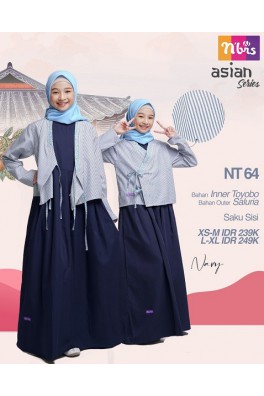 Nbrs
asian
Series
NT 64
Bahan Inner Toyobo
Bahan Outer Saluria
Saku Sisi
XS-M IDR 239K
L-XL IDR 249K
Navy